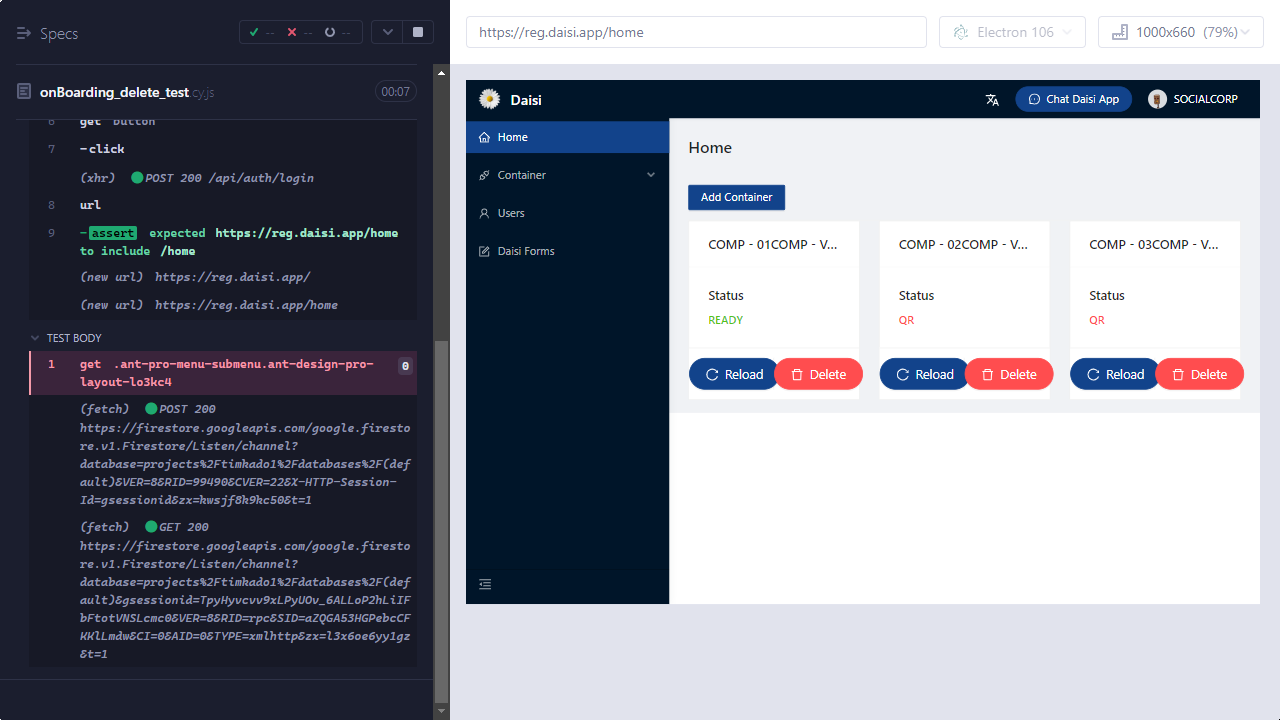 Specs
-- -- --
onBoarding_delete_test.cy.js 00:07
6 get button
7 -click
(xhr) POST 200 /api/auth/login
8 url
9 -assert expected https://reg.daisi.app/home
to include /home
(new url) https://reg.daisi.app/
(new url) https://reg.daisi.app/home
TEST BODY
1 get .ant-pro-menu-submenu.ant-design-pro- 0
layout-lo3kc4
(fetch) POST 200
https://firestore.googleapis.com/google.firesto
re.v1.Firestore/Listen/channel?
database=projects%2Ftimkado1%2Fdatabases%2F(def
ault)&VER=8&RID=99490&CVER=22&X-HTTP-Session-
Id=gsessionid&zx=kwsjf8k9kc50&t=1
(fetch) GET 200
https://firestore.googleapis.com/google.firesto
re.v1.Firestore/Listen/channel?
database=projects%2Ftimkado1%2Fdatabases%2F(def
ault)&gsessionid=TpyHyvcvv9xLPyUOv_6ALLoP2hLiIF
bFtotVNSLcmc0&VER=8&RID=rpc&SID=aZQGA53HGPebcCF
KKlLmdw&CI=0&AID=0&TYPE=xmlhttp&zx=l3x6oe6yy1gz
&t=1
https://reg.daisi.app/home
Electron 106
1000x660 (79%)
Daisi
Chat Daisi App
SOCIALCORP
Home
Container
Users
Daisi Forms
Home
Add Container
COMP - 01COMP - V...
Status
READY
Reload Delete
COMP - 02COMP - V...
Status
QR
Reload Delete
COMP - 03COMP - V...
Status
QR
Reload Delete